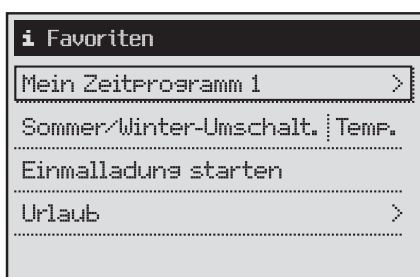 i Favoriten
Mein Zeitprogramm 1 >
Sommer/Winter-Umschalt. Temp.
Einmalladung starten
Urlaub >